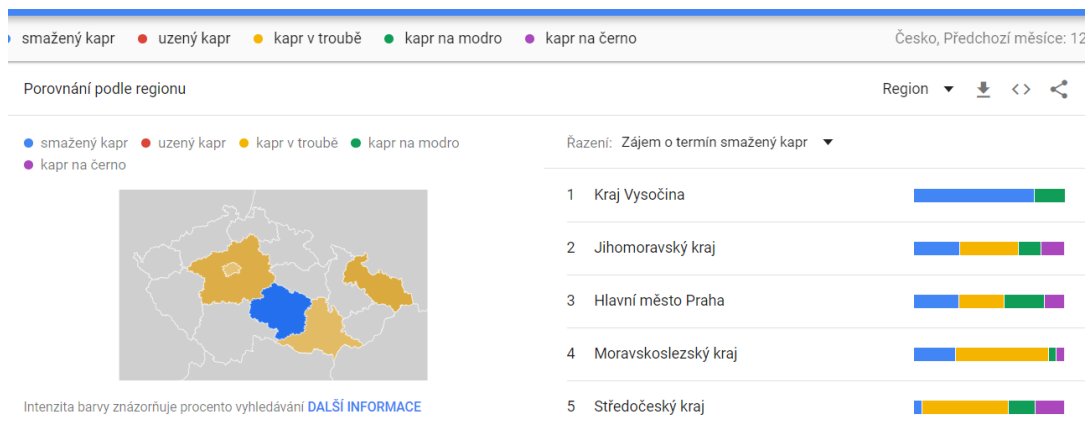 smažený kapr uzený kapr kapr v troubě kapr na modro kapr na černo Česko, Předchozí měsíce: 12
Porovnání podle regionu Region
smažený kapr uzený kapr kapr v troubě kapr na modro
kapr na černo
Řazení: Zájem o termín smažený kapr
1 Kraj Vysočina
2 Jihomoravský kraj
3 Hlavní město Praha
4 Moravskoslezský kraj
5 Středočeský kraj
Intenzita barvy znázorňuje procento vyhledávání DALŠÍ INFORMACE